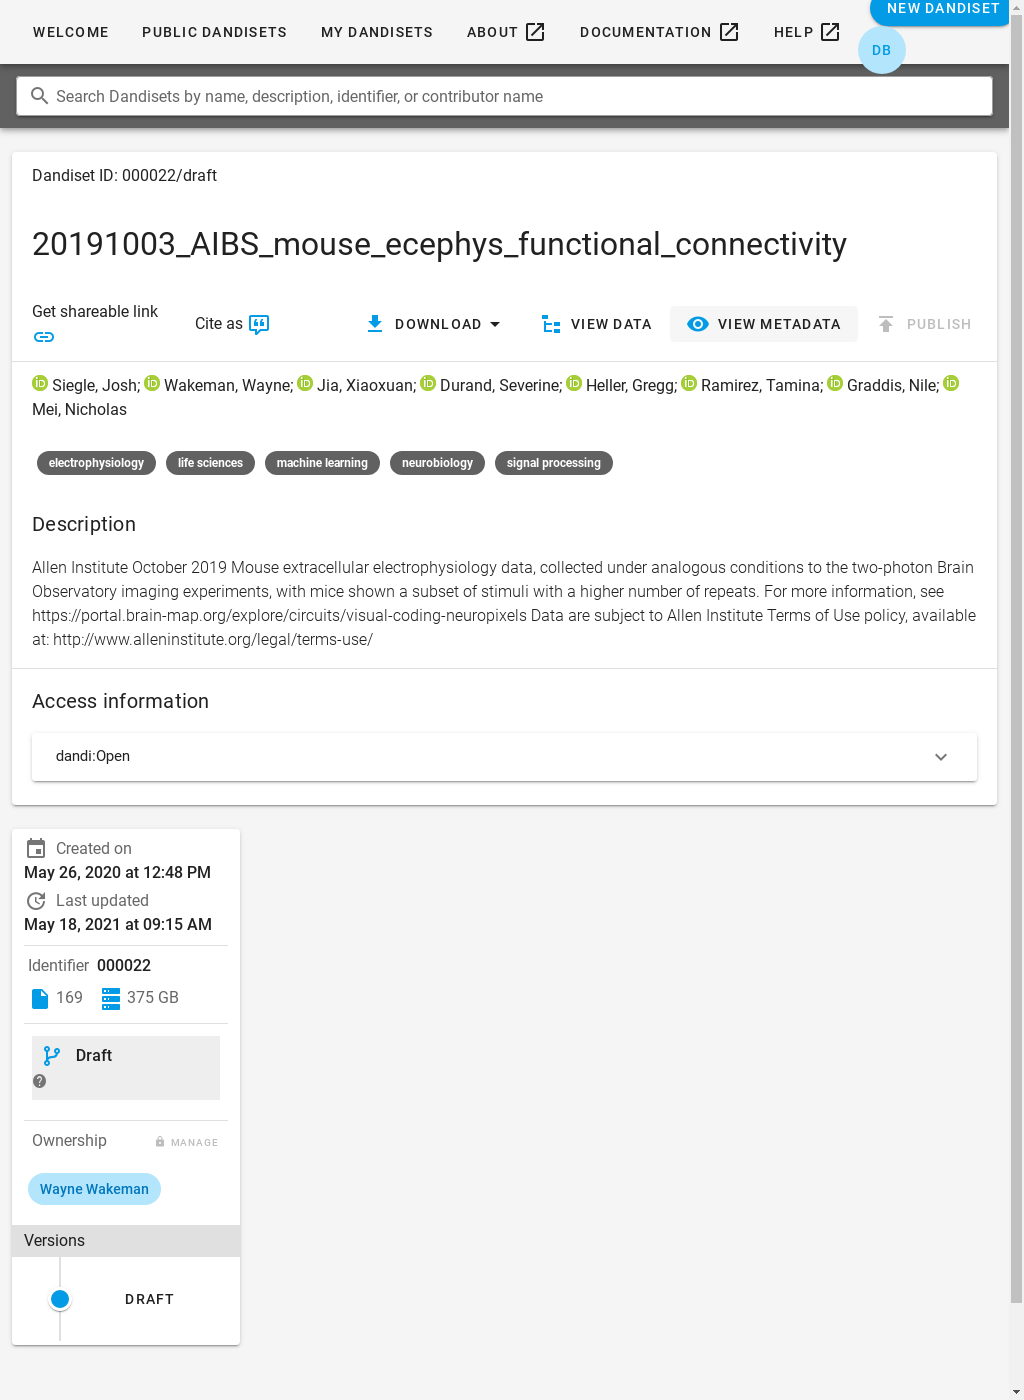 WELCOME PUBLIC DANDISETS MY DANDISETS ABOUT DOCUMENTATION HELP NEW DANDISET
DB
Search Dandisets by name, description, identifier, or contributor name
Dandiset ID: 000022/draft
20191003_AIBS_mouse_ecephys_functional_connectivity
Get shareable link
Cite as DOWNLOAD VIEW DATA VIEW METADATA PUBLISH
iD Siegle, Josh; iD Wakeman, Wayne; iD Jia, Xiaoxuan; iD Durand, Severine; iD Heller, Gregg; iD Ramirez, Tamina; iD Graddis, Nile; iD
Mei, Nicholas
electrophysiology life sciences machine learning neurobiology signal processing
Description
Allen Institute October 2019 Mouse extracellular electrophysiology data, collected under analogous conditions to the two-photon Brain
Observatory imaging experiments, with mice shown a subset of stimuli with a higher number of repeats. For more information, see
https://portal.brain-map.org/explore/circuits/visual-coding-neuropixels Data are subject to Allen Institute Terms of Use policy, available
at: http://www.alleninstitute.org/legal/terms-use/
Access information
dandi:Open
Created on
May 26, 2020 at 12:48 PM
Last updated
May 18, 2021 at 09:15 AM
Identifier 000022
169 375 GB
Draft
?
Ownership MANAGE
Wayne Wakeman
Versions
DRAFT